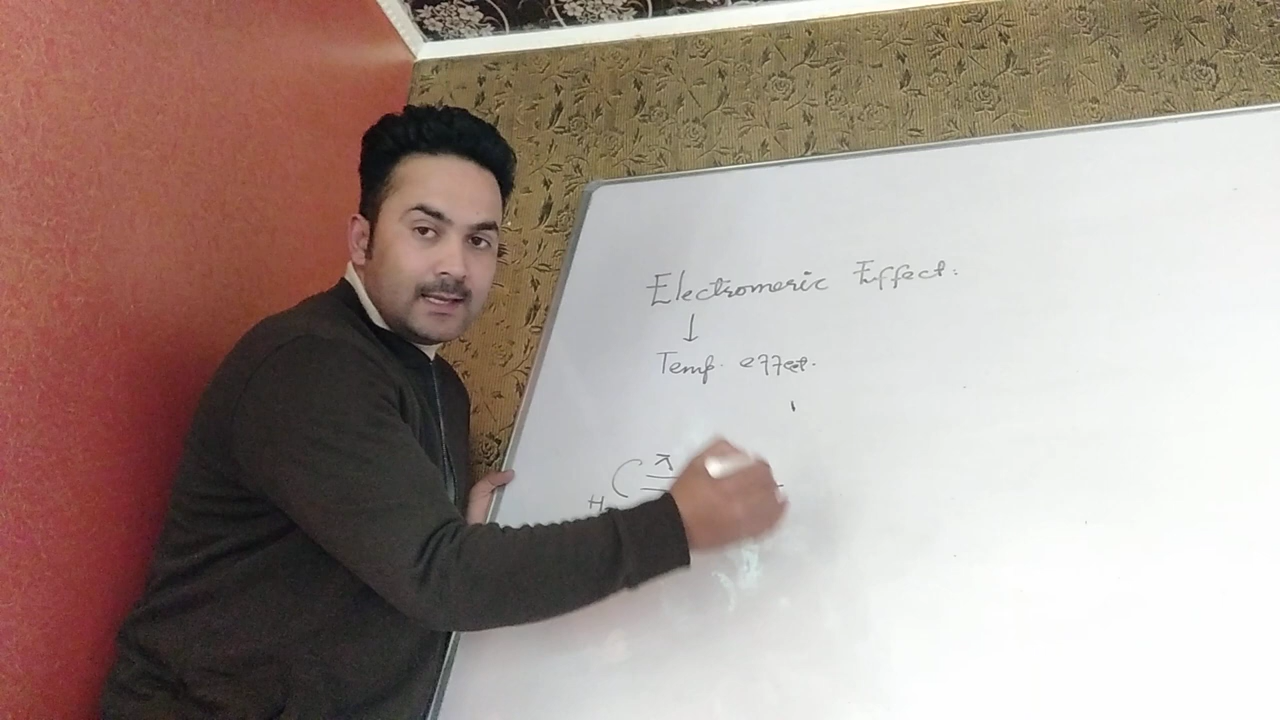 Electromeric Effect.
↓
Temp. effect.
C π
H